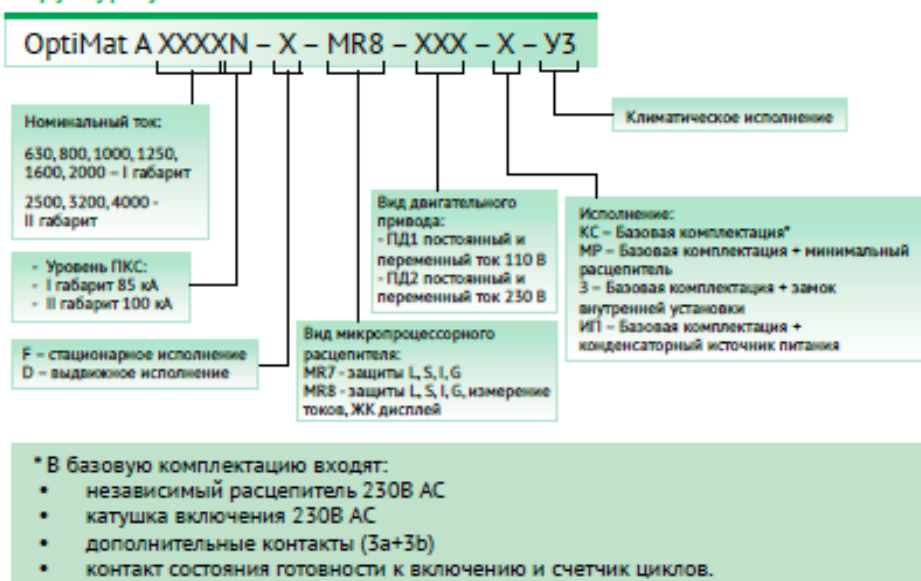 OptiMat A XXXXN – X – MR8 – XXX – X – У3
Номинальный ток:
630, 800, 1000, 1250,
1600, 2000 – I габарит
2500, 3200, 4000 -
II габарит
- Уровень ПКС:
- I габарит 85 кА
- II габарит 100 кА
F – стационарное исполнение
D – выдвижное исполнение
Вид микропроцессорного
расцепителя:
MR7 - защиты L, S, I, G
MR8 - защиты L, S, I, G, измерение
токов, ЖК дисплей
Вид двигательного
привода:
- ПД1 постоянный и
переменный ток 110 В
- ПД2 постоянный и
переменный ток 230 В
Исполнение:
КС – Базовая комплектация*
МР – Базовая комплектация + минимальный
расцепитель
З – Базовая комплектация + замок
внутренней установки
ИП – Базовая комплектация +
конденсаторный источник питания
Климатическое исполнение
* В базовую комплектацию входят:
• независимый расцепитель 230В АС
• катушка включения 230В АС
• дополнительные контакты (3а+3b)
• контакт состояния готовности к включению и счетчик циклов.